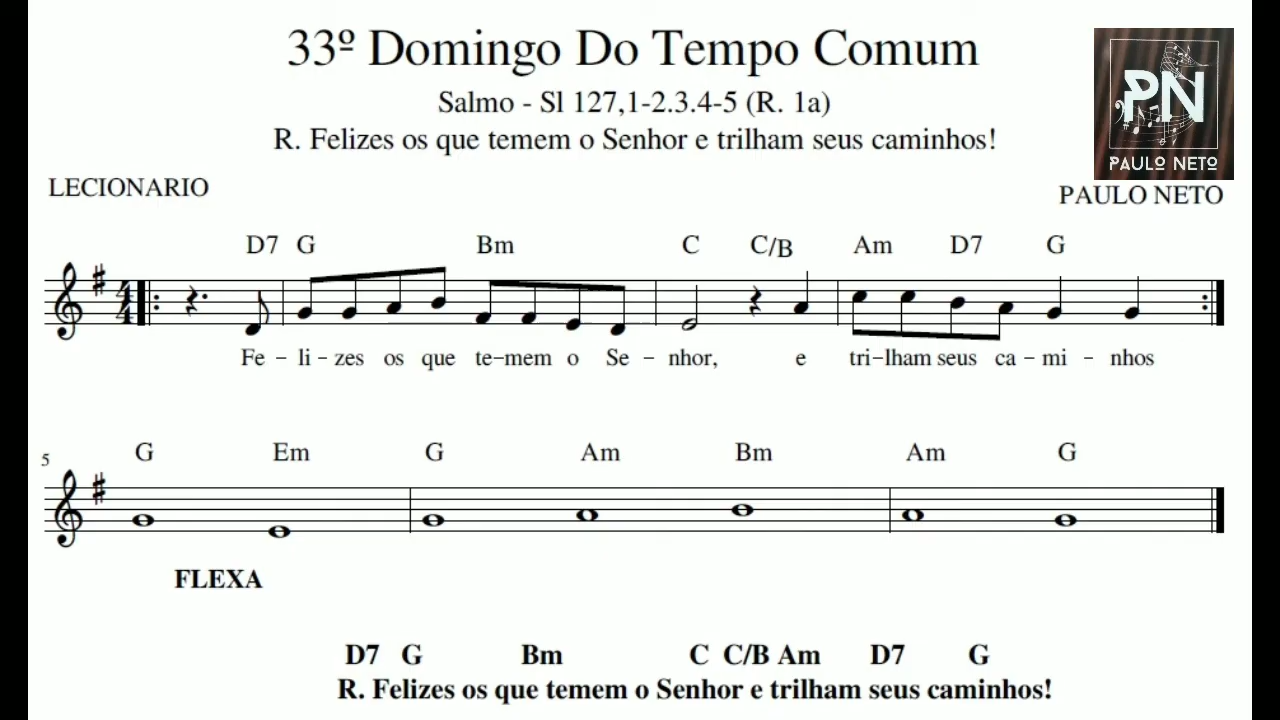 33º Domingo Do Tempo Comum
Salmo - Sl 127,1-2.3.4-5 (R. 1a)
R. Felizes os que temem o Senhor e trilham seus caminhos!
PN
PAULO NETO
LECIONARIO
PAULO NETO
D7 G Bm C C/B Am D7 G
4/4
Fe - li - zes os que te-mem o Se - nhor, e tri-lham seus ca - mi - nhos
5
G Em G Am Bm Am G
FLEXA
D7 G Bm C C/B Am D7 G
R. Felizes os que temem o Senhor e trilham seus caminhos!